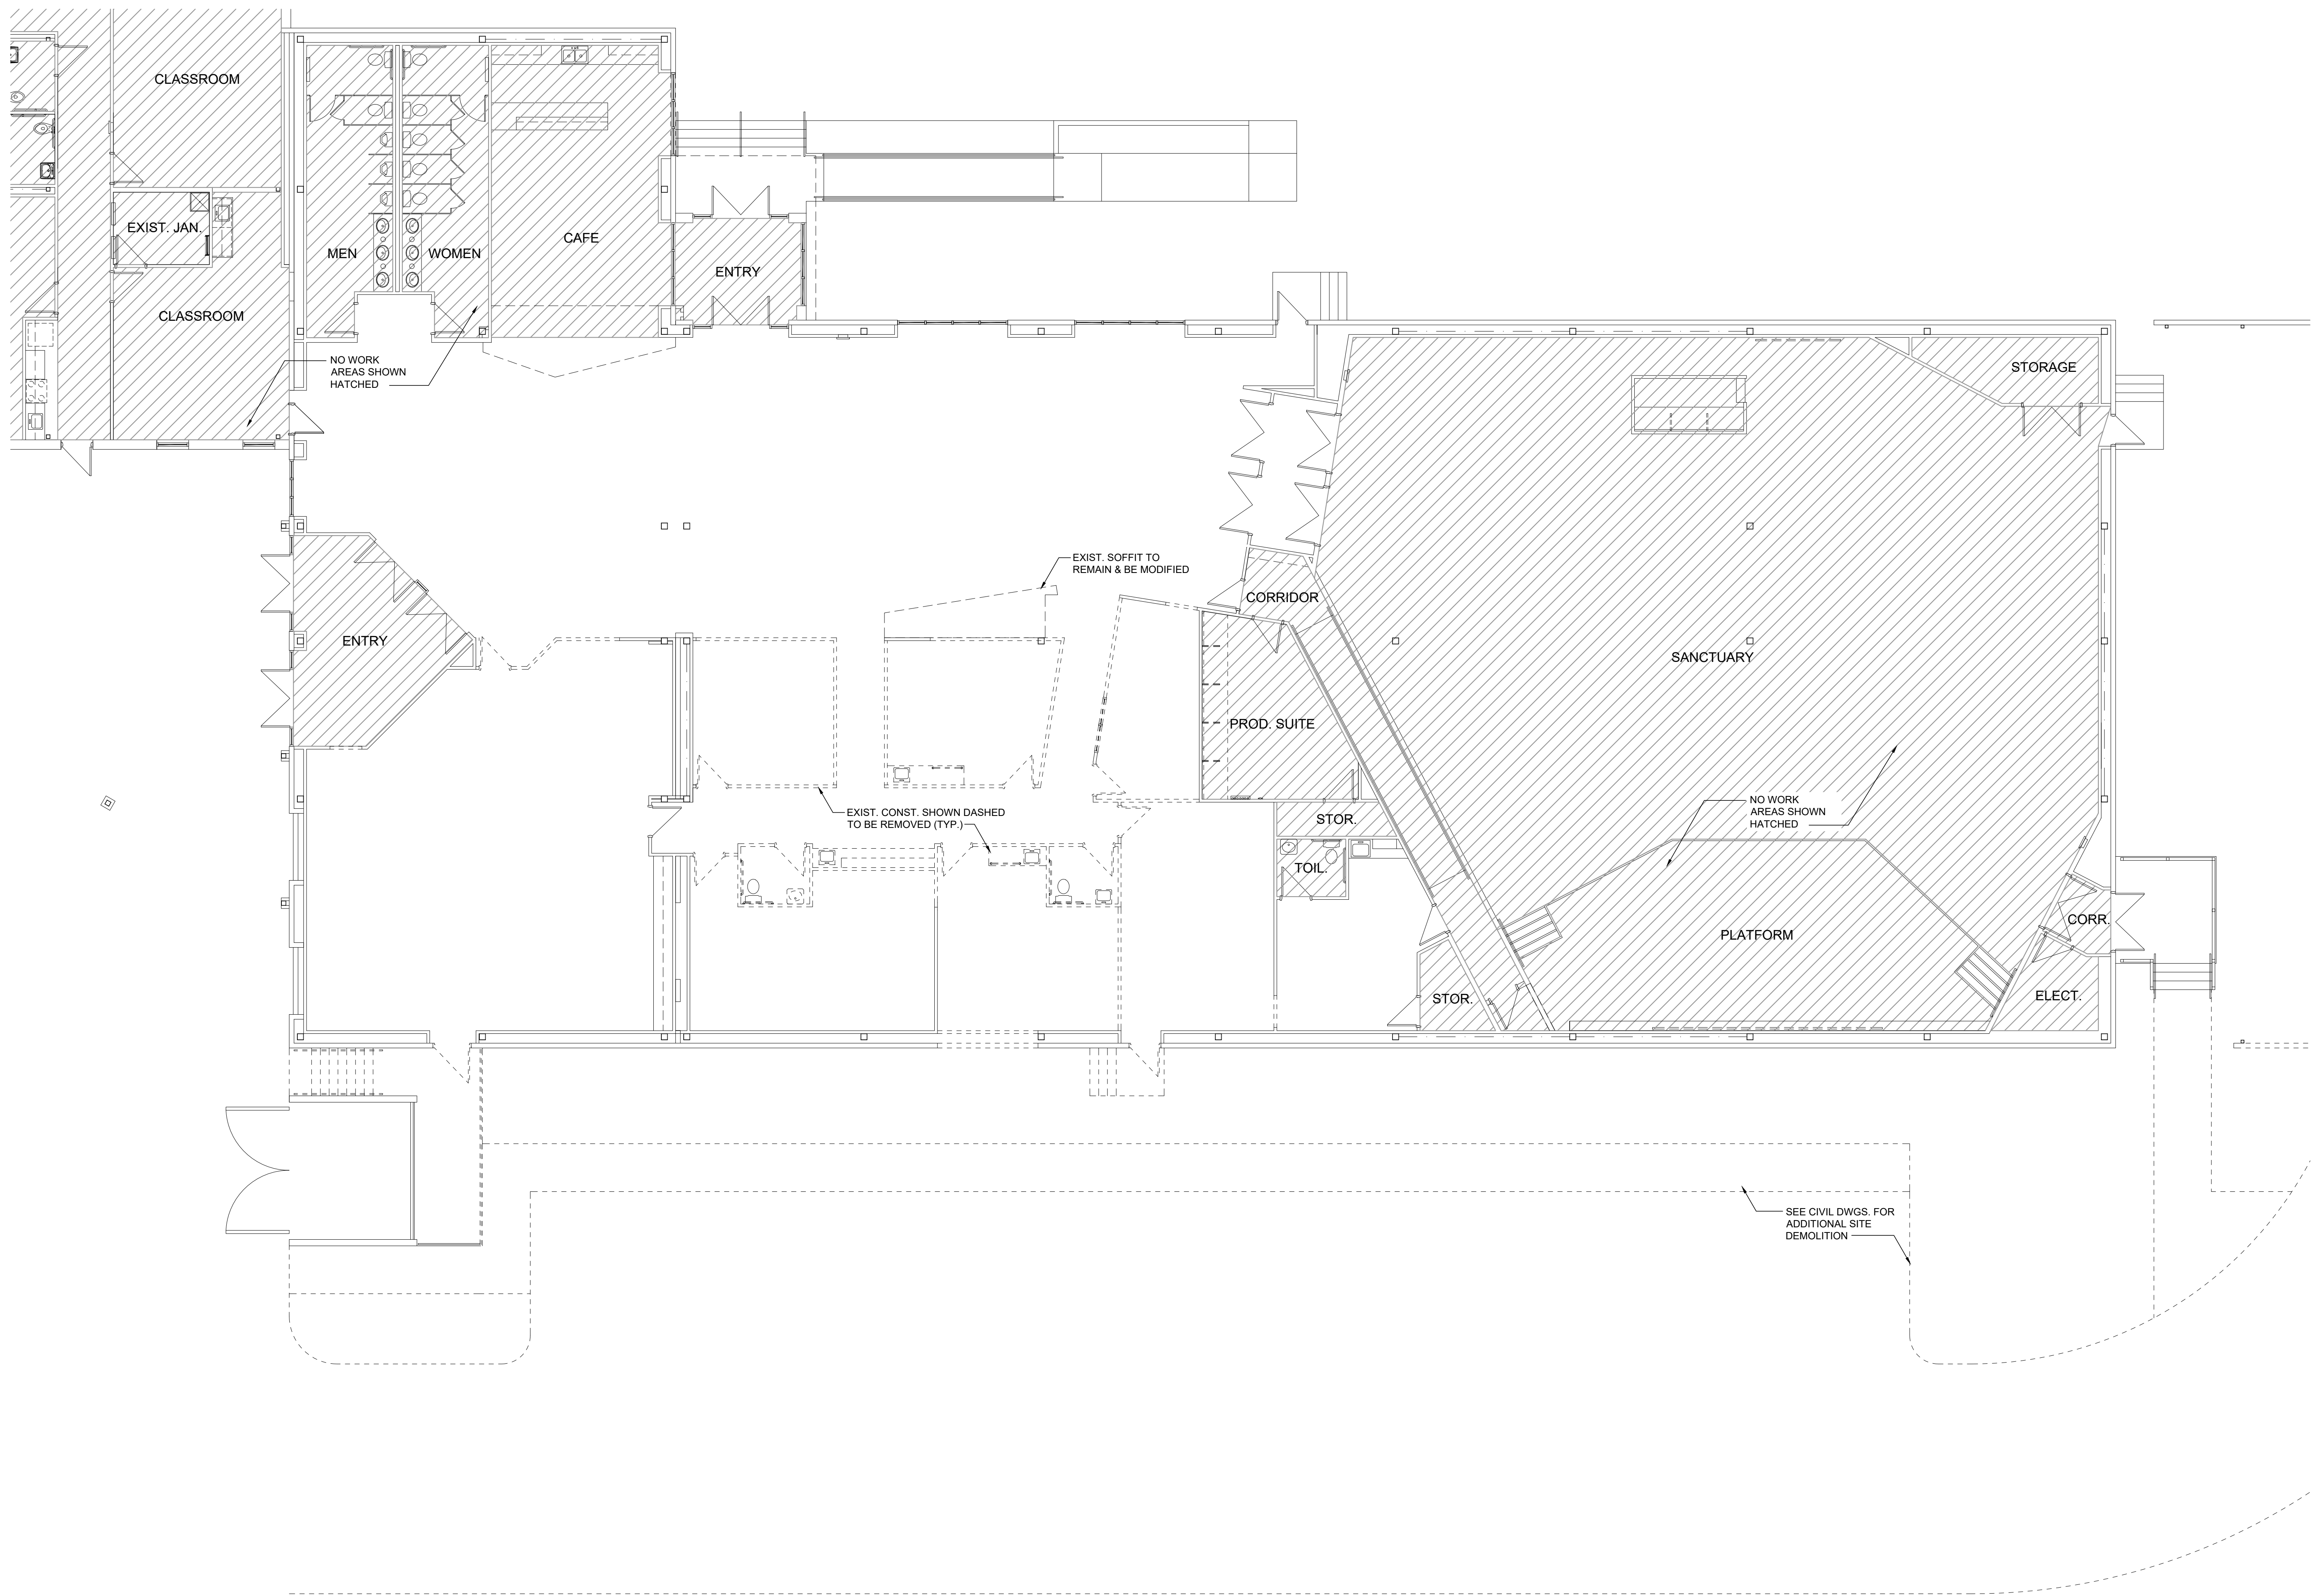 CLASSROOM
EXIST. JAN.
MEN
WOMEN
CAFE
ENTRY
CLASSROOM
NO WORK
AREAS SHOWN
HATCHED
STORAGE
EXIST. SOFFIT TO
REMAIN & BE MODIFIED
CORRIDOR
ENTRY
SANCTUARY
PROD. SUITE
EXIST. CONST. SHOWN DASHED
TO BE REMOVED (TYP.)
NO WORK
AREAS SHOWN
HATCHED
STOR.
TOIL.
CORR.
PLATFORM
STOR.
ELECT.
SEE CIVIL DWGS. FOR
ADDITIONAL SITE
DEMOLITION